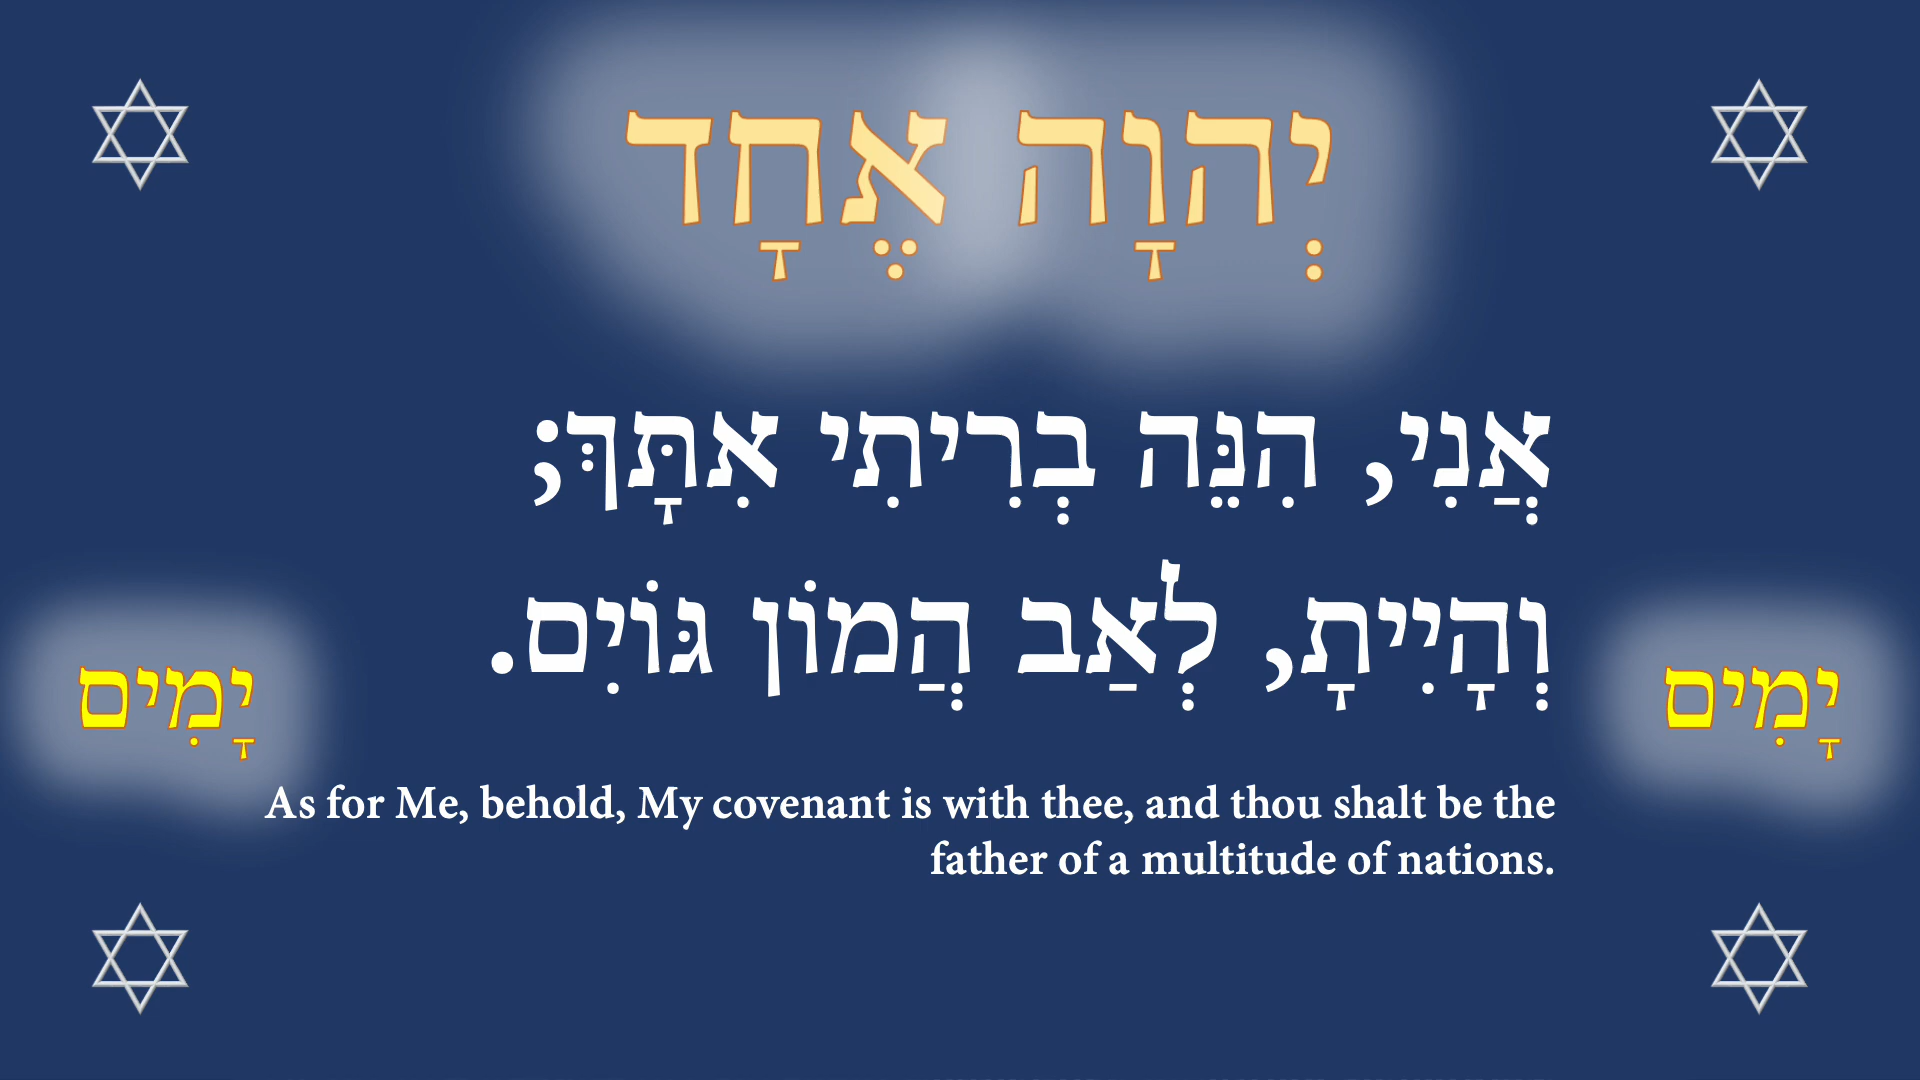 יְהוָה אֶחָד
אֲנִי, הִנֵּה בְרִיתִי אִתָּךְ;
וְהָיִיתָ, לְאַב הֲמוֹן גּוֹיִם.
יָמִים
יָמִים
As for Me, behold, My covenant is with thee, and thou shalt be the
father of a multitude of nations.